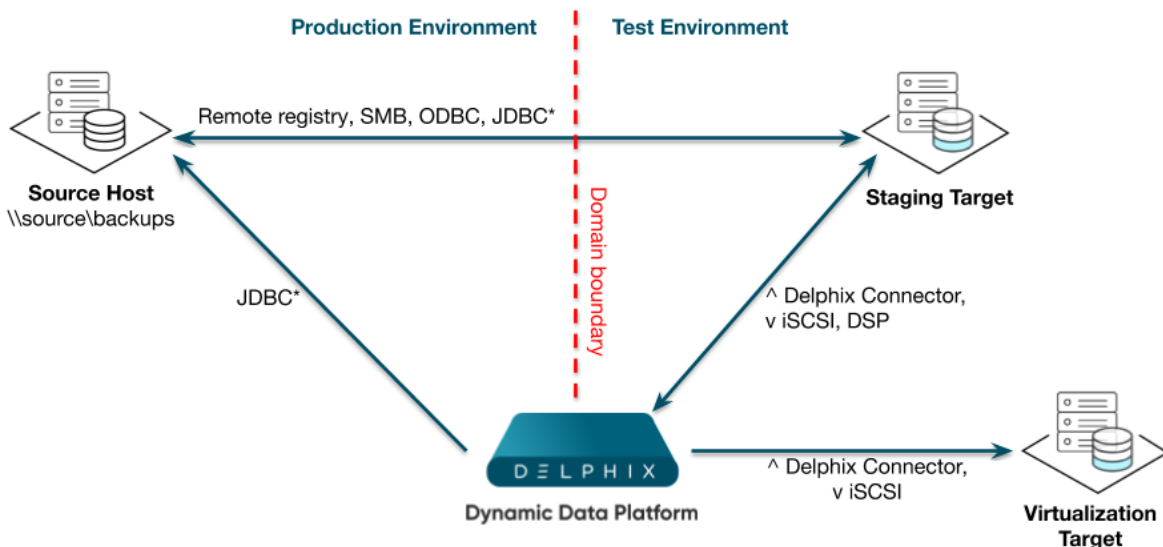 Production Environment
Test Environment
Remote registry, SMB, ODBC, JDBC*
Source Host
\\source\backups
Staging Target
Domain boundary
JDBC*
^ Delphix Connector,
v iSCSI, DSP
DELPHIX
Dynamic Data Platform
^ Delphix Connector,
v iSCSI
Virtualization
Target